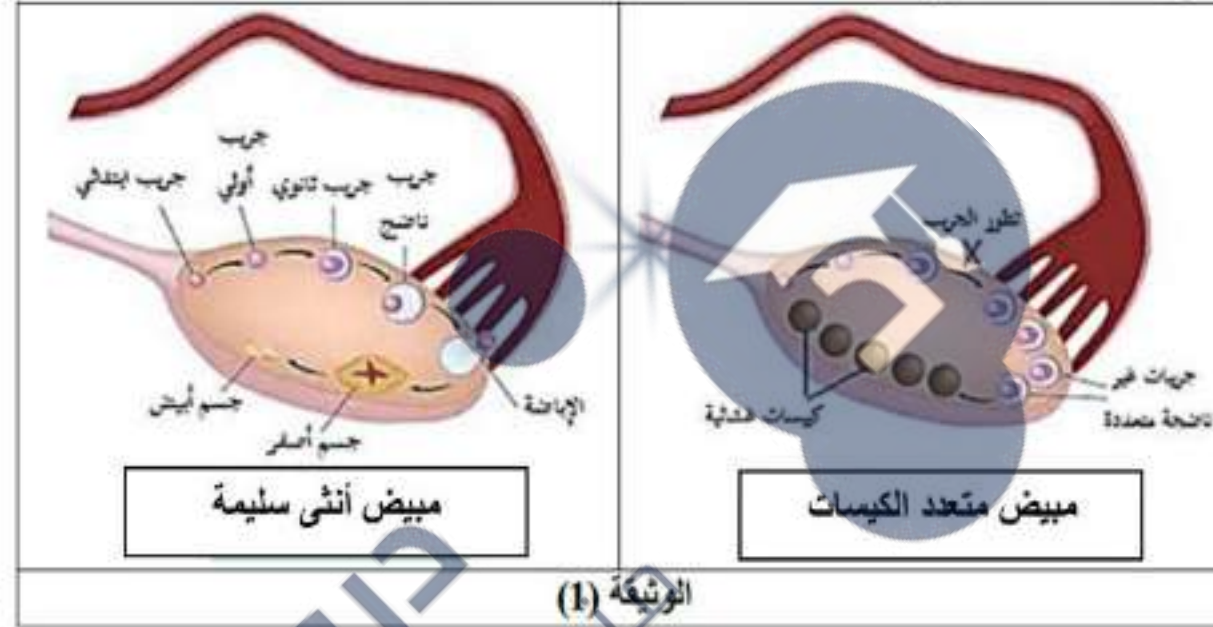 جريب ابتدائي
جريب
أولي
جريب ثانوي
جريب
ناضج
الإباضة
جسم أصفر
جسم أبيض
مبيض أنثى سليمة
تطور الجريب
X
جريبات غير
ناضجة متعددة
كيسات
مبيض متعدد الكيسات
الوثيقة (1)